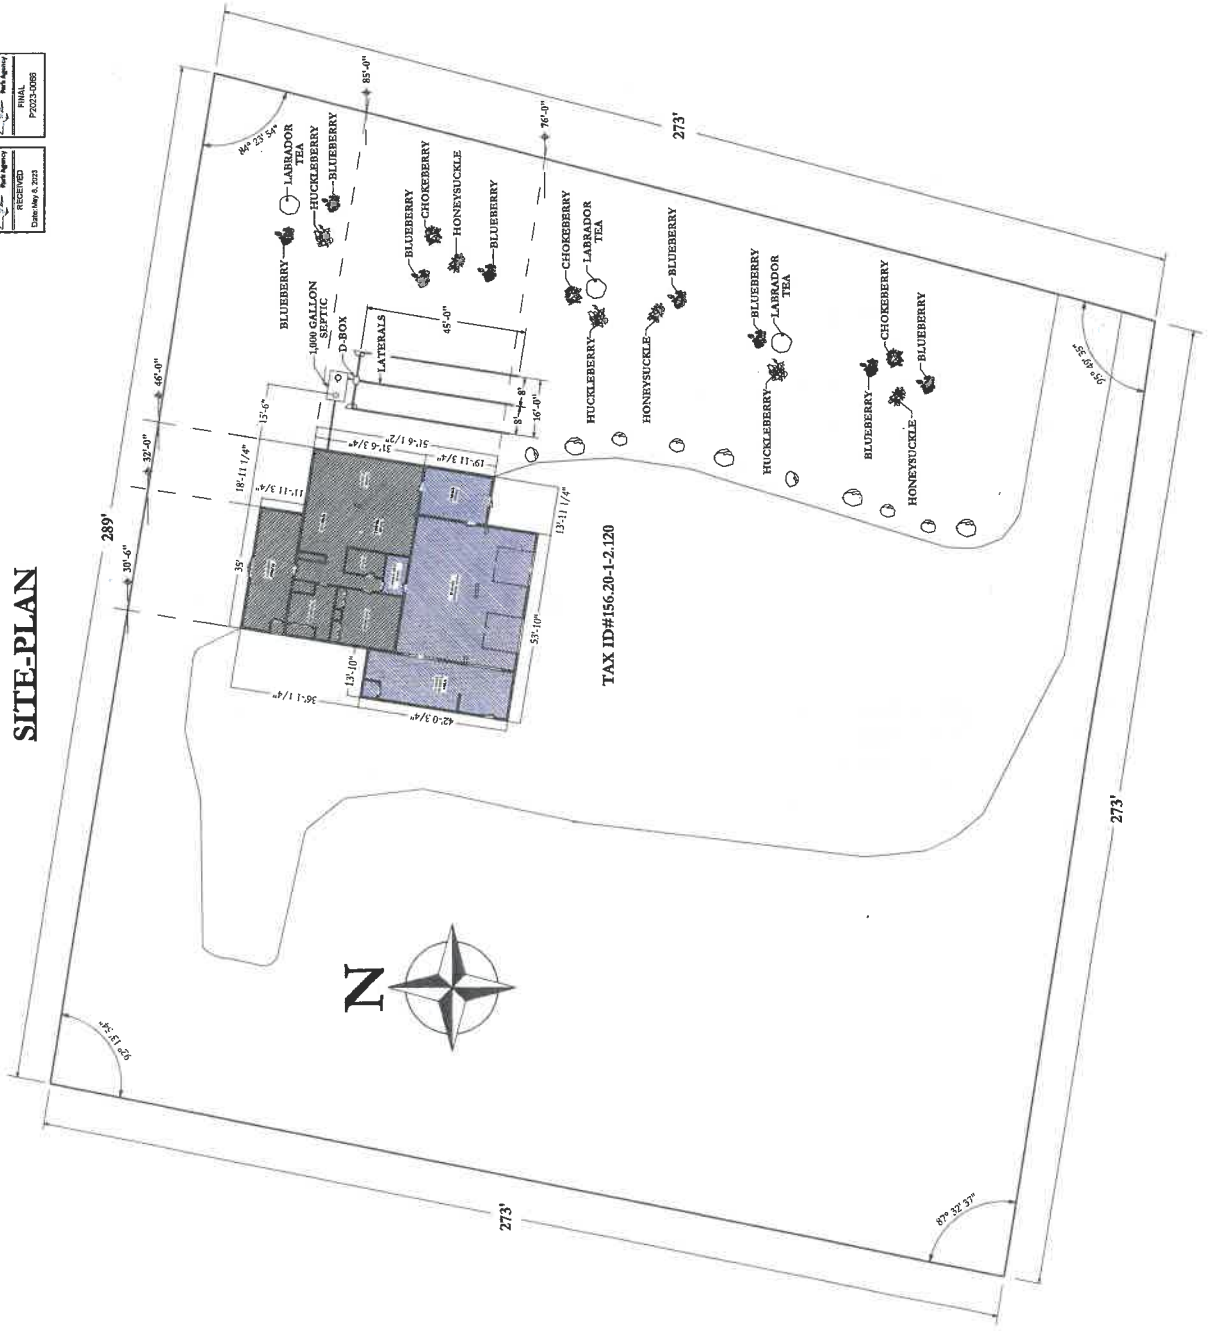 Park Agency
FINAL
P2023-0066
Park Agency
RECEIVED
Date: May 8, 2023
SITE-PLAN
289'
273'
273'
273'
84° 23' 54"
92° 13' 54"
95° 49' 35"
87° 32' 37"
85'-0"
76'-0"
46'-0"
32'-0"
30'-6"
15'-6"
18'-11 1/4"
11'-11 3/4"
35'
31'-6 3/4"
51'-6 1/2"
19'-11 3/4"
13'-11 1/4"
53'-10"
13'-10"
36'-1 1/4"
42'-0 3/4"
45'-0"
8'
8'
16'-0"
1,000 GALLON
SEPTIC
D-BOX
LATERALS
LABRADOR
TEA
HUCKLEBERRY
BLUEBERRY
BLUEBERRY
BLUEBERRY
CHOKEBERRY
HONEYSUCKLE
BLUEBERRY
CHOKEBERRY
LABRADOR
TEA
HUCKLEBERRY
HONEYSUCKLE
BLUEBERRY
BLUEBERRY
LABRADOR
TEA
HUCKLEBERRY
BLUEBERRY
CHOKEBERRY
BLUEBERRY
HONEYSUCKLE
TAX ID#156.20-1-2.120
N